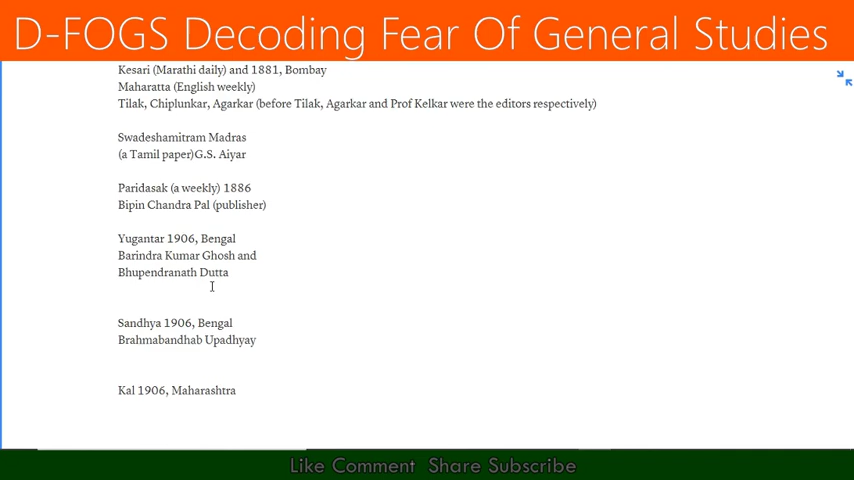 D-FOGS Decoding Fear Of General Studies
Kesari (Marathi daily) and 1881, Bombay
Maharatta (English weekly)
Tilak, Chiplunkar, Agarkar (before Tilak, Agarkar and Prof Kelkar were the editors respectively)
Swadeshamitram Madras
(a Tamil paper)G.S. Aiyar
Paridasak (a weekly) 1886
Bipin Chandra Pal (publisher)
Yugantar 1906, Bengal
Barindra Kumar Ghosh and
Bhupendranath Dutta
Sandhya 1906, Bengal
Brahmabandhab Upadhyay
Kal 1906, Maharashtra
Like Comment Share Subscribe